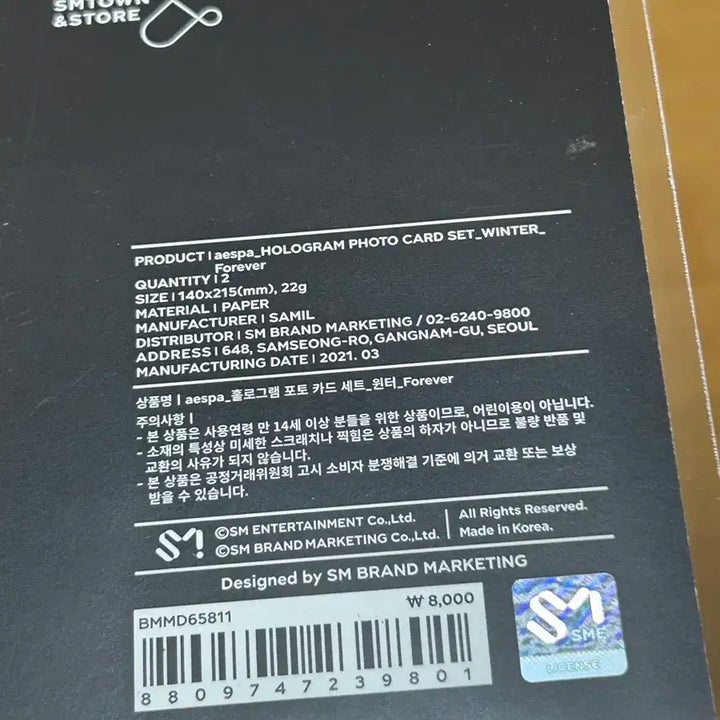 SMTOWN
&STORE
PRODUCT | aespa_HOLOGRAM PHOTO CARD SET_WINTER_
Forever
QUANTITY | 2
SIZE | 140x215(mm), 22g
MATERIAL | PAPER
MANUFACTURER | SAMIL
DISTRIBUTOR | SM BRAND MARKETING / 02-6240-9800
ADDRESS | 648, SAMSEONG-RO, GANGNAM-GU, SEOUL
MANUFACTURING DATE | 2021. 03
상품명 | aespa_홀로그램 포토 카드 세트_윈터_Forever
주의사항 |
- 본 상품은 사용연령 만 14세 이상 분들을 위한 상품이므로, 어린이용이 아닙니다.
- 소재의 특성상 미세한 스크래치나 찍힘은 상품의 하자가 아니므로 불량 반품 및
교환의 사유가 되지 않습니다.
- 본 상품은 공정거래위원회 고시 소비자 분쟁해결 기준에 의거 교환 또는 보상
받을 수 있습니다.
SM! ©SM ENTERTAINMENT Co.,Ltd. | All Rights Reserved.
©SM BRAND MARKETING Co.,Ltd. | Made in Korea.
Designed by SM BRAND MARKETING
BMMD65811 ₩ 8,000
8809747239801
SM
SME
LICENSE